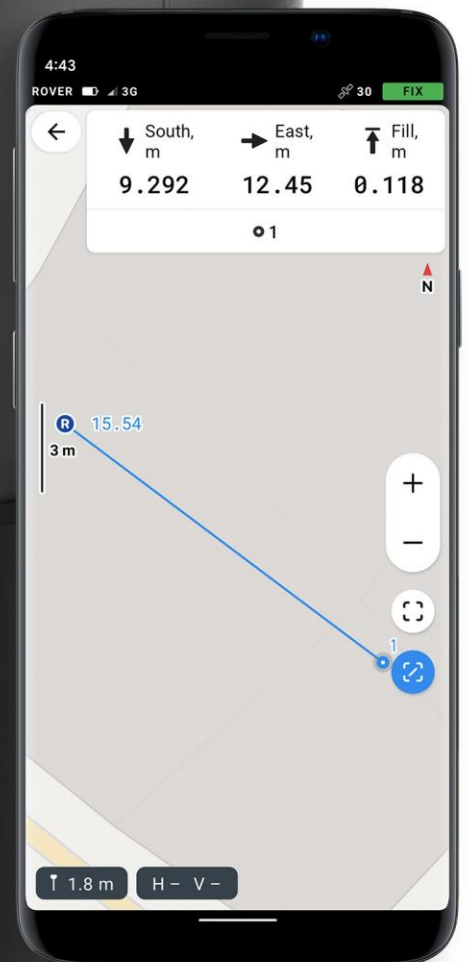 4:43
ROVER 3G 30 FIX
South, m East, m Fill, m
9.292 12.45 0.118
1
N
R 15.54
3 m
+
−
1
1.8 m H – V –